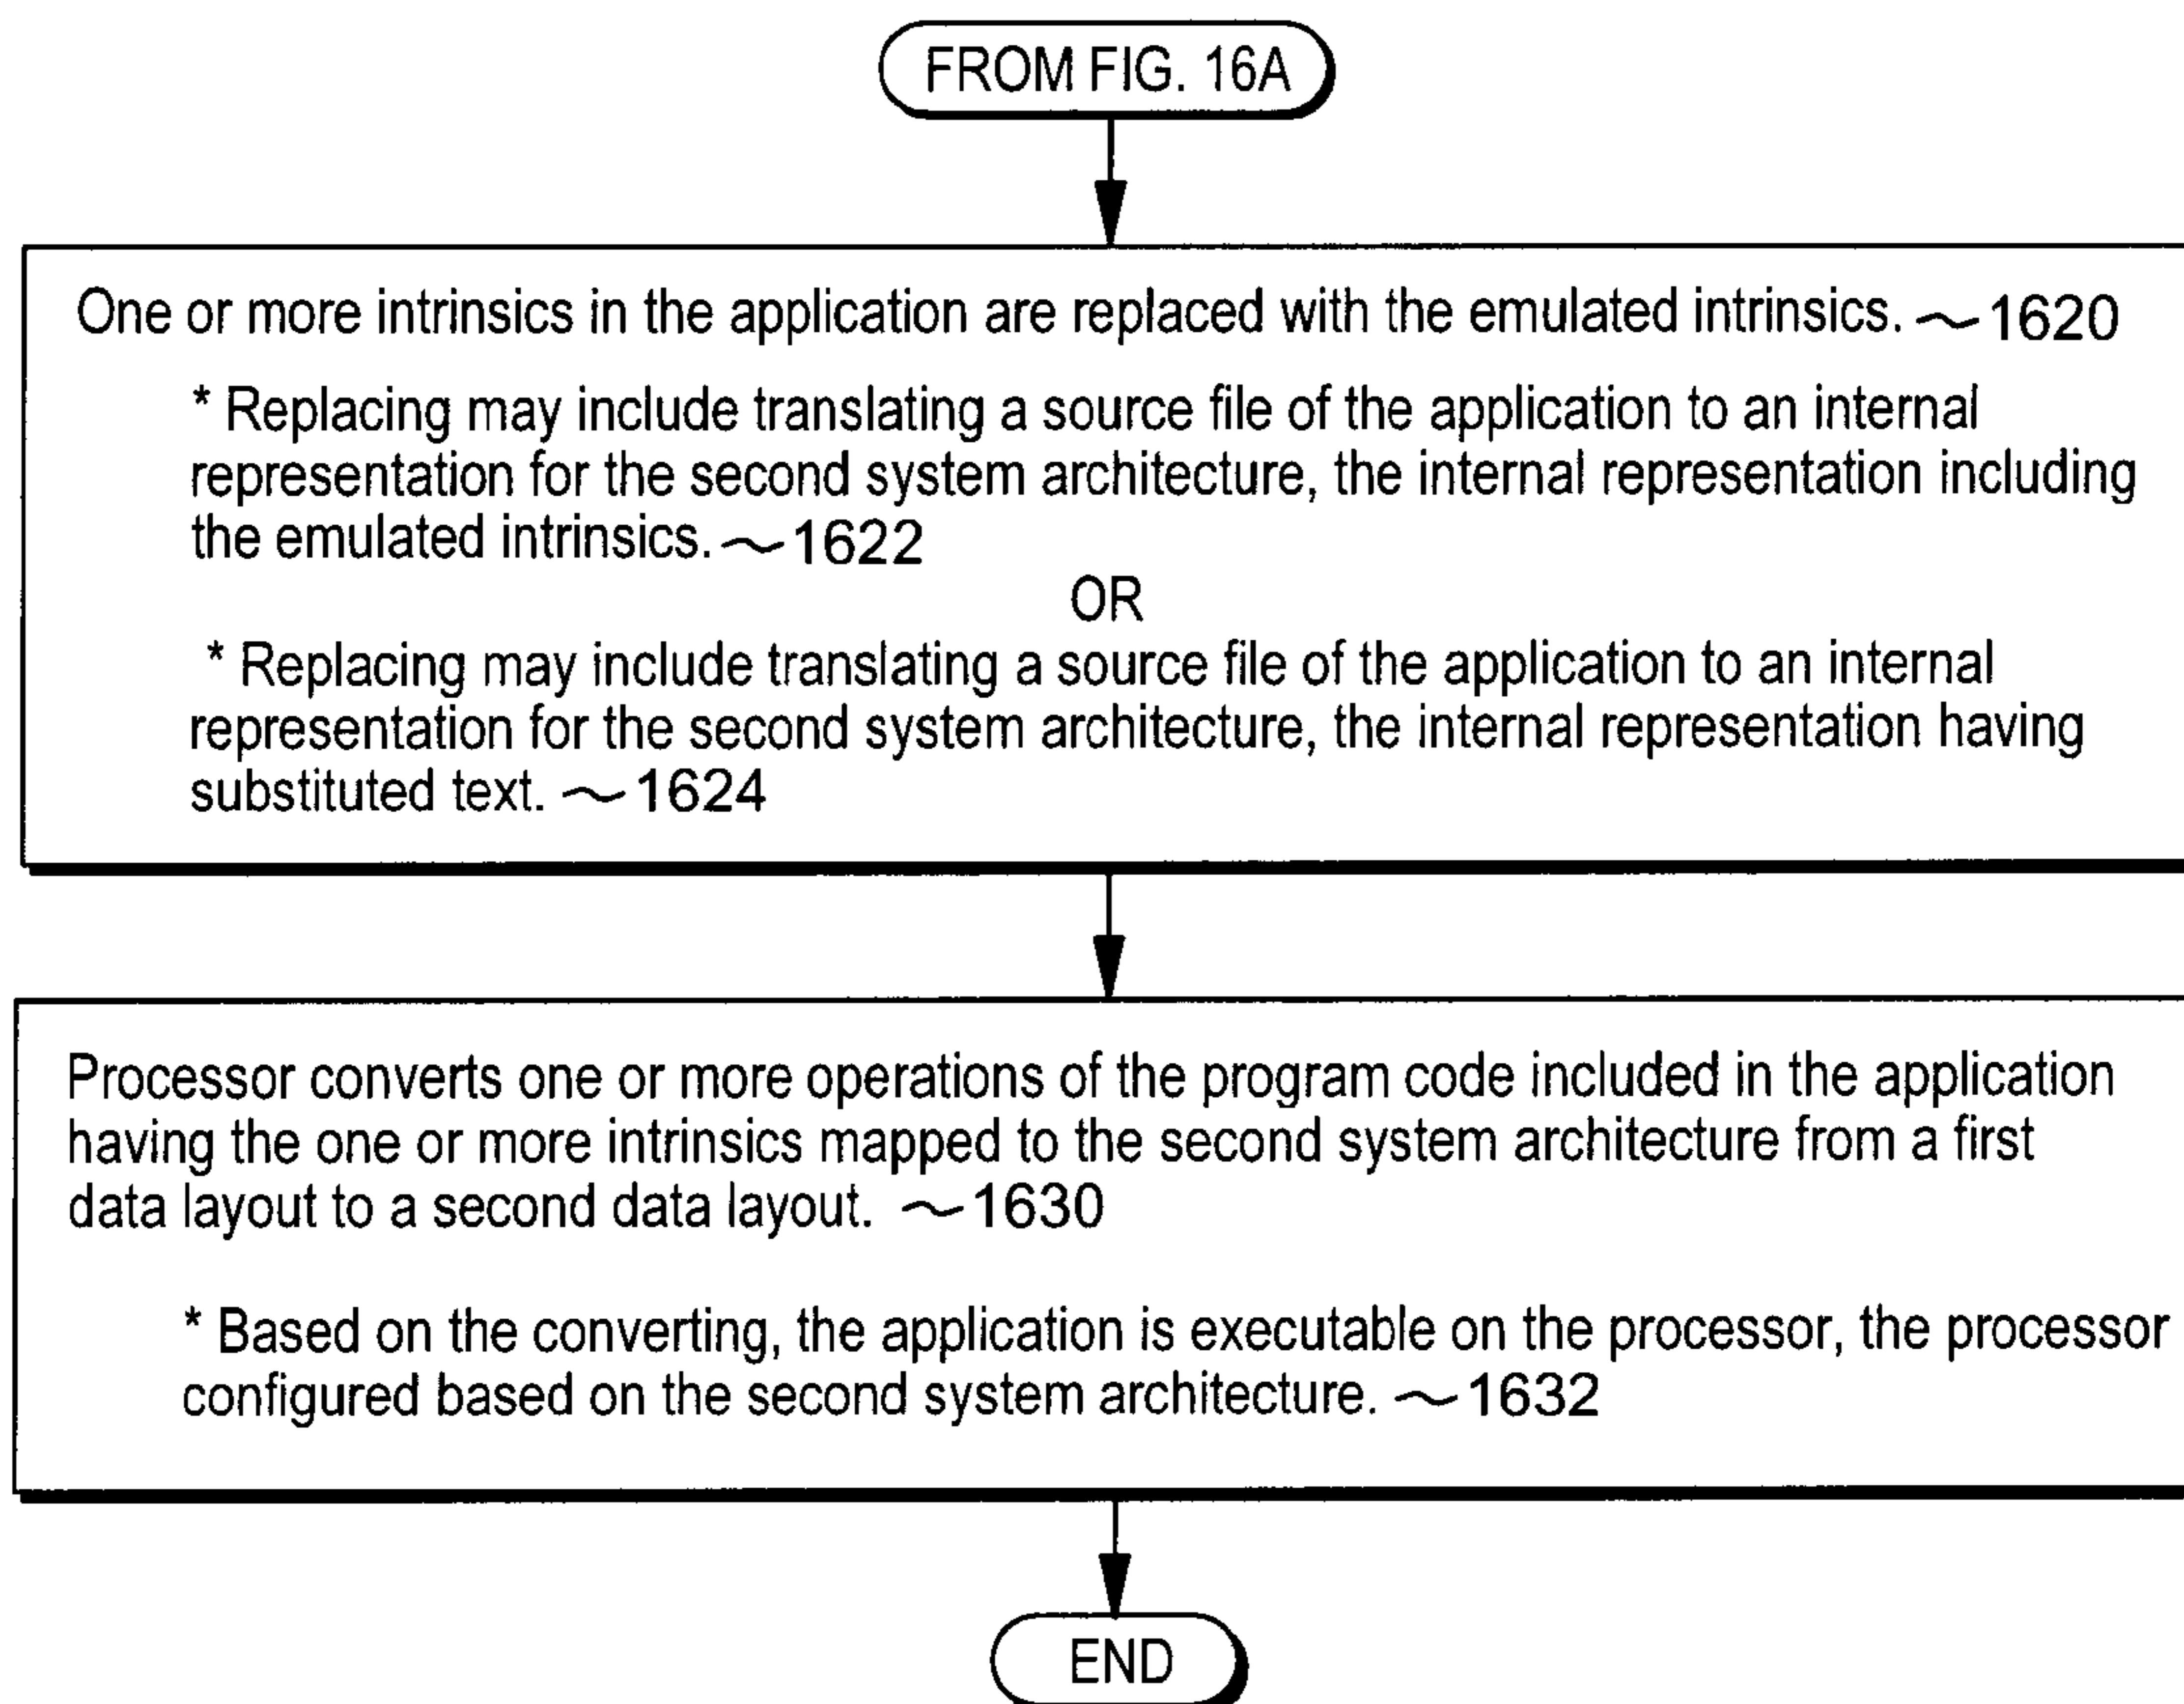 FROM FIG. 16A
One or more intrinsics in the application are replaced with the emulated intrinsics. ~1620
* Replacing may include translating a source file of the application to an internal
representation for the second system architecture, the internal representation including
the emulated intrinsics. ~1622
OR
* Replacing may include translating a source file of the application to an internal
representation for the second system architecture, the internal representation having
substituted text. ~1624
Processor converts one or more operations of the program code included in the application
having the one or more intrinsics mapped to the second system architecture from a first
data layout to a second data layout. ~1630
* Based on the converting, the application is executable on the processor, the processor
configured based on the second system architecture. ~1632
END